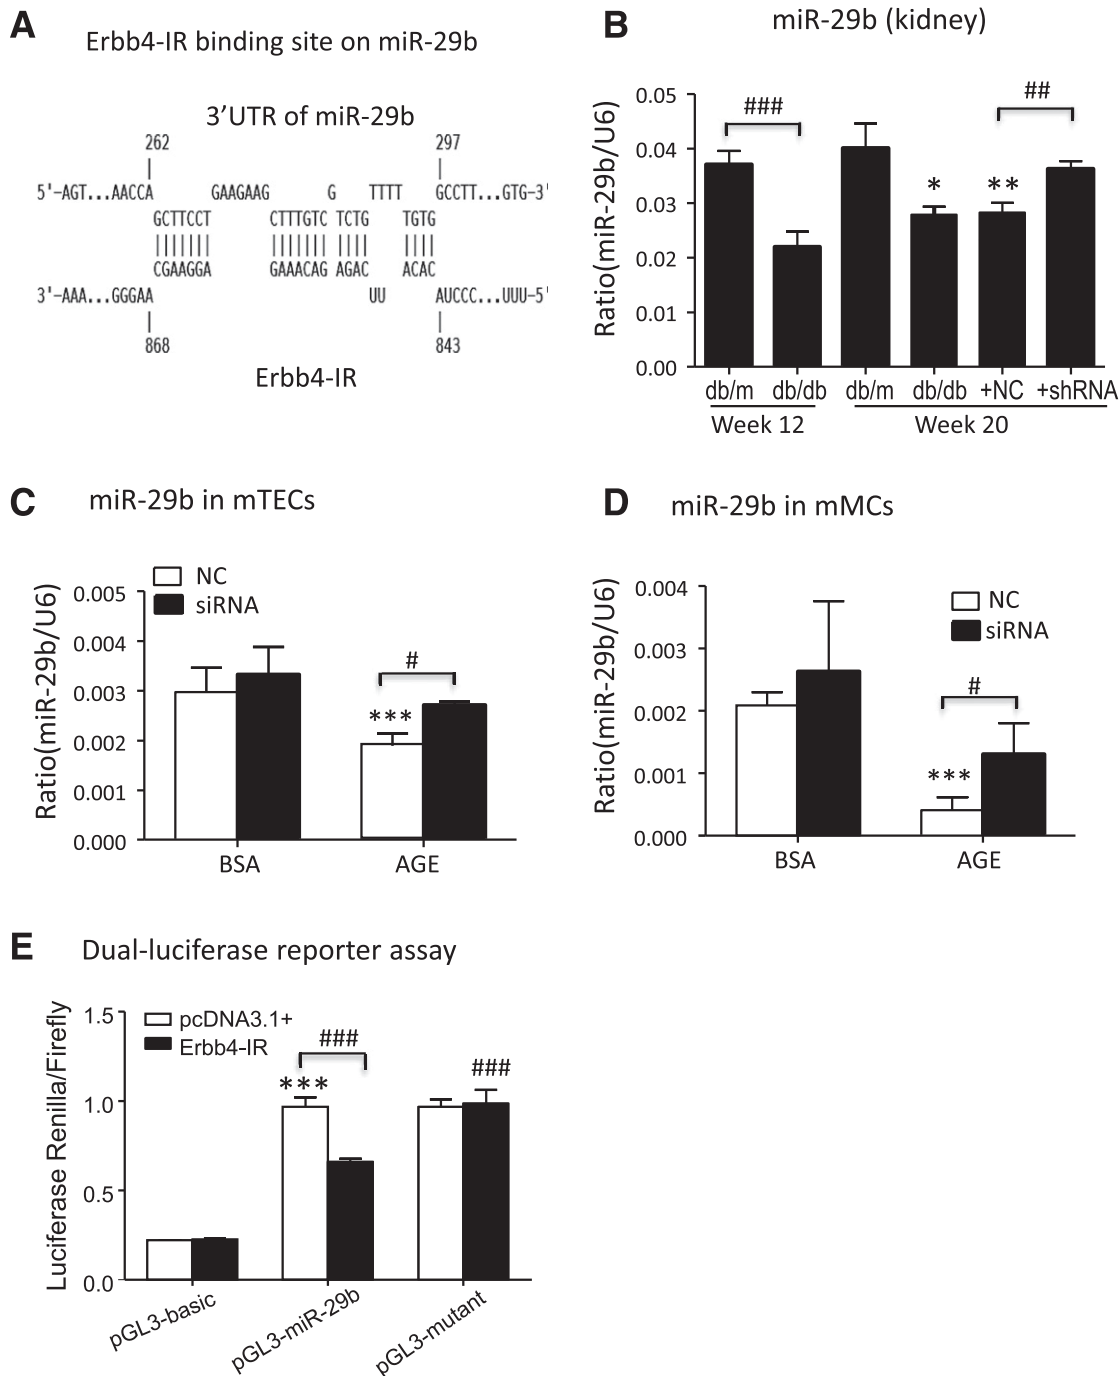 A
Erbb4-IR binding site on miR-29b
3'UTR of miR-29b
262 297
5'-AGT...AACCA GAAGAAG G TTTT GCCTT...GTG-3'
GCTTCCT CTTTGTC TCTG TGTG
||||||| ||||||| |||| ||||
CGAAGGA GAAACAG AGAC ACAC
3'-AAA...GGGAA UU AUCCC...UUU-5'
868 843
Erbb4-IR
B
miR-29b (kidney)
Ratio(miR-29b/U6)
0.05
0.04
0.03
0.02
0.01
0.00
###
*
**
##
db/m db/db db/m db/db +NC +shRNA
Week 12 Week 20
C
miR-29b in mTECs
NC
siRNA
Ratio(miR-29b/U6)
0.005
0.004
0.003
0.002
0.001
0.000
#
***
BSA AGE
D
miR-29b in mMCs
NC
siRNA
Ratio(miR-29b/U6)
0.004
0.003
0.002
0.001
0.000
#
***
BSA AGE
E
Dual-luciferase reporter assay
pcDNA3.1+
Erbb4-IR
Luciferase Renilla/Firefly
1.5
1.0
0.5
0.0
###
***
###
pGL3-basic
pGL3-miR-29b
pGL3-mutant